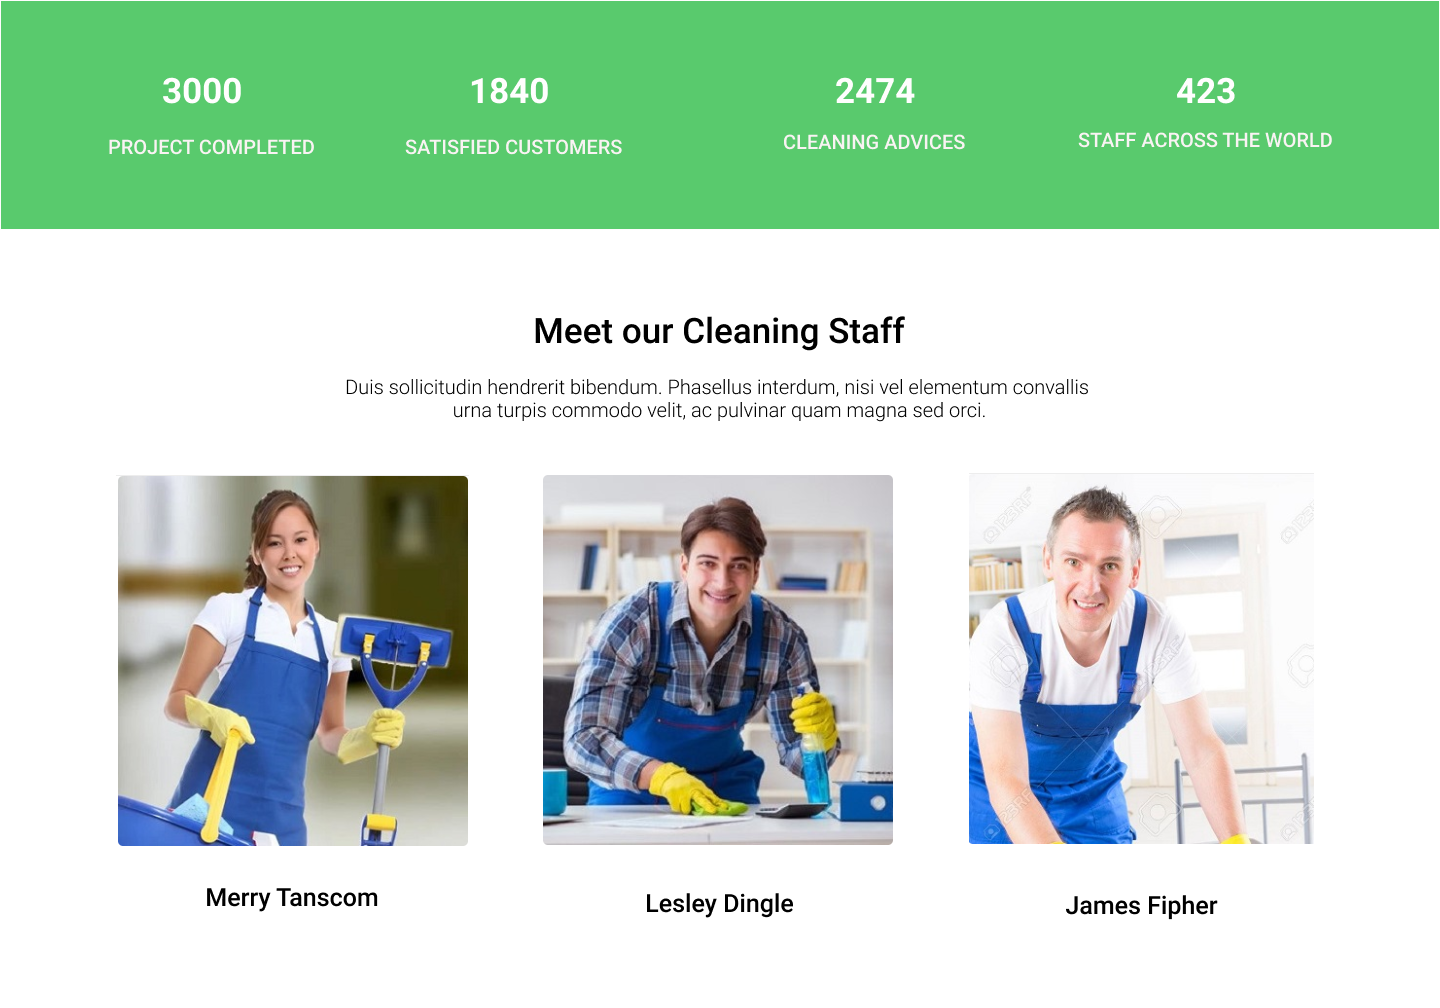 3000
1840
2474
423
PROJECT COMPLETED
SATISFIED CUSTOMERS
CLEANING ADVICES
STAFF ACROSS THE WORLD
Meet our Cleaning Staff
Duis sollicitudin hendrerit bibendum. Phasellus interdum, nisi vel elementum convallis
urna turpis commodo velit, ac pulvinar quam magna sed orci.
Merry Tanscom
Lesley Dingle
James Fipher